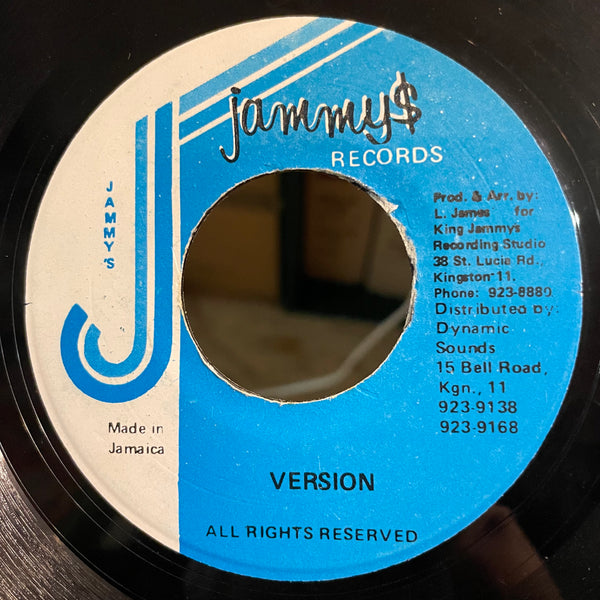 jammy$
RECORDS
JAMMY'S
Prod. & Arr. by:
L. James for
King Jammys
Recording Studio
38 St. Lucia Rd.,
Kingston 11.
Phone: 923-8880
Distributed by:
Dynamic
Sounds
15 Bell Road,
Kgn., 11
923-9138
923-9168
Made in
Jamaica
VERSION
ALL RIGHTS RESERVED